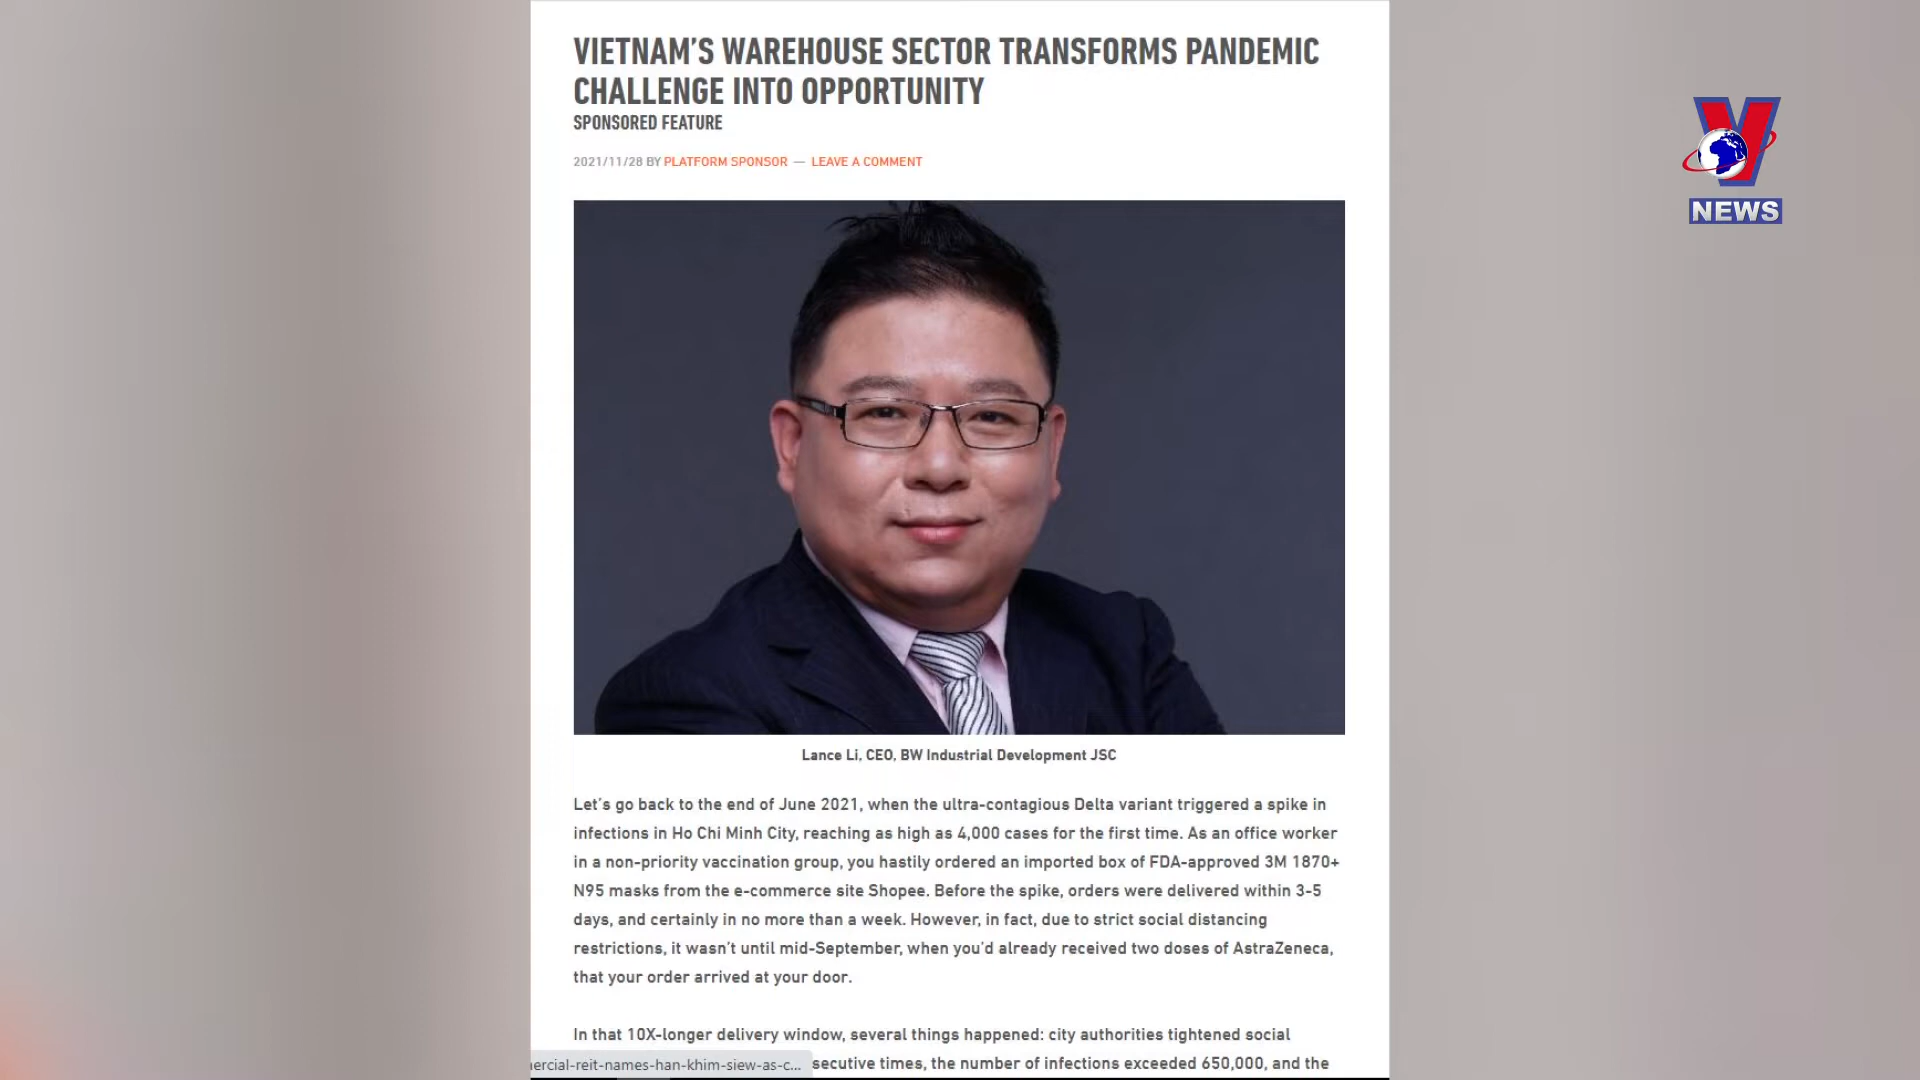 VIETNAM'S WAREHOUSE SECTOR TRANSFORMS PANDEMIC
CHALLENGE INTO OPPORTUNITY
SPONSORED FEATURE
2021/11/28 BY PLATFORM SPONSOR — LEAVE A COMMENT
V
NEWS
Lance Li, CEO, BW Industrial Development JSC
Let's go back to the end of June 2021, when the ultra-contagious Delta variant triggered a spike in
infections in Ho Chi Minh City, reaching as high as 4,000 cases for the first time. As an office worker
in a non-priority vaccination group, you hastily ordered an imported box of FDA-approved 3M 1870+
N95 masks from the e-commerce site Shopee. Before the spike, orders were delivered within 3-5
days, and certainly in no more than a week. However, in fact, due to strict social distancing
restrictions, it wasn't until mid-September, when you'd already received two doses of AstraZeneca,
that your order arrived at your door.
In that 10X-longer delivery window, several things happened: city authorities tightened social
secutive times, the number of infections exceeded 650,000, and the
ercial-reit-names-han-khim-siew-as-c...